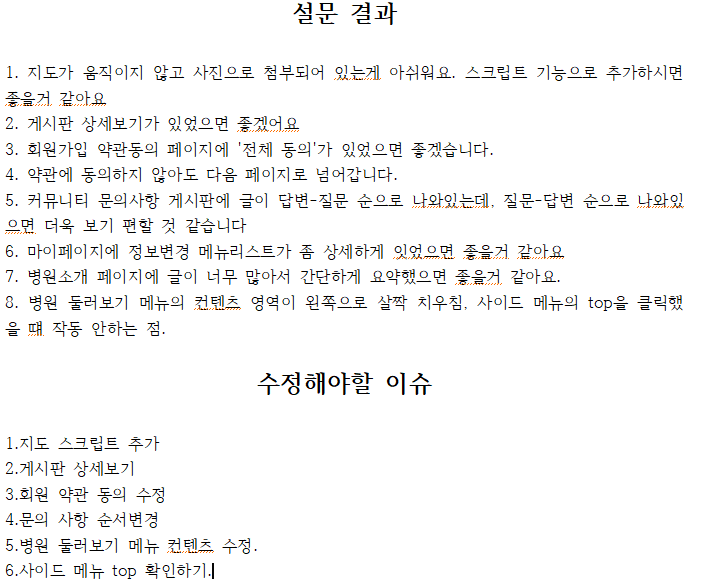 설문 결과
1. 지도가 움직이지 않고 사진으로 첨부되어 있는게 아쉬워요. 스크립트 기능으로 추가하시면
좋을거 같아요
2. 게시판 상세보기가 있었으면 좋겠어요
3. 회원가입 약관동의 페이지에 '전체 동의'가 있었으면 좋겠습니다.
4. 약관에 동의하지 않아도 다음 페이지로 넘어갑니다.
5. 커뮤니티 문의사항 게시판에 글이 답변-질문 순으로 나와있는데, 질문-답변 순으로 나와있
으면 더욱 보기 편할 것 같습니다
6. 마이페이지에 정보변경 메뉴리스트가 좀 상세하게 잇었으면 좋을거 같아요
7. 병원소개 페이지에 글이 너무 많아서 간단하게 요약했으면 좋을거 같아요.
8. 병원 둘러보기 메뉴의 컨텐츠 영역이 왼쪽으로 살짝 치우침, 사이드 메뉴의 top을 클릭했
을 떄 작동 안하는 점.
수정해야할 이슈
1.지도 스크립트 추가
2.게시판 상세보기
3.회원 약관 동의 수정
4.문의 사항 순서변경
5.병원 둘러보기 메뉴 컨텐츠 수정.
6.사이드 메뉴 top 확인하기.